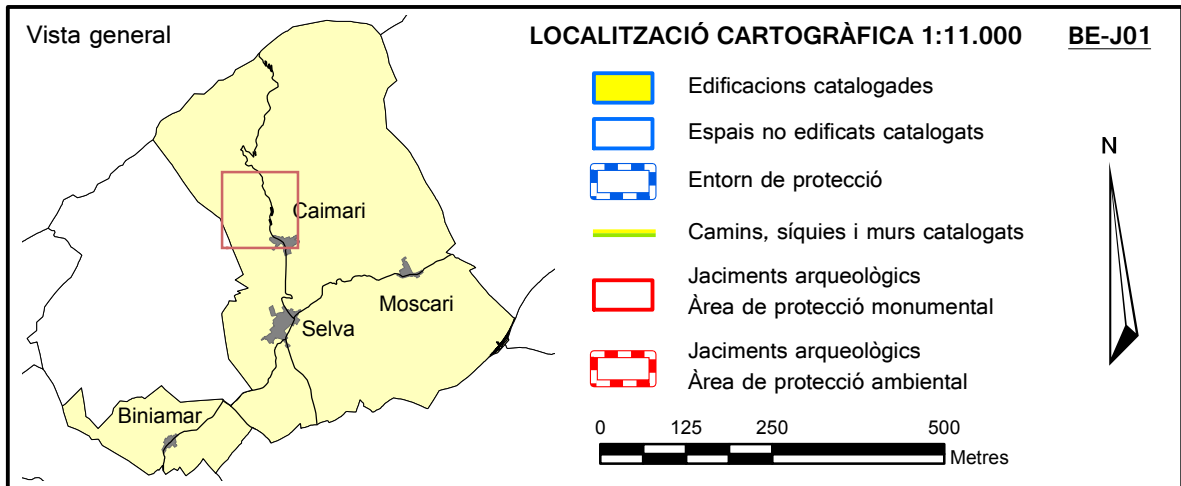 Vista general
Caimari
Moscari
Selva
Biniamar
LOCALITZACIÓ CARTOGRÀFICA 1:11.000 BE-J01
Edificacions catalogades
Espais no edificats catalogats
Entorn de protecció
Camins, síquies i murs catalogats
Jaciments arqueològics
Àrea de protecció monumental
Jaciments arqueològics
Àrea de protecció ambiental
N
0 125 250 500
Metres